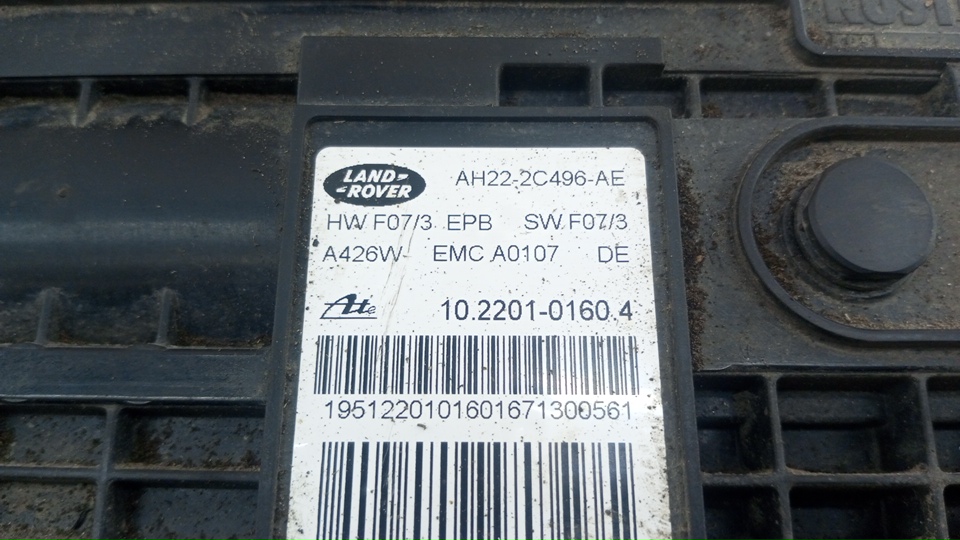 LAND-
-ROVER
AH22-2C496-AE
HW F07/3 EPB SW F07/3
A426W EMC A0107 DE
Ate 10.2201-0160.4
1951220101601671300561